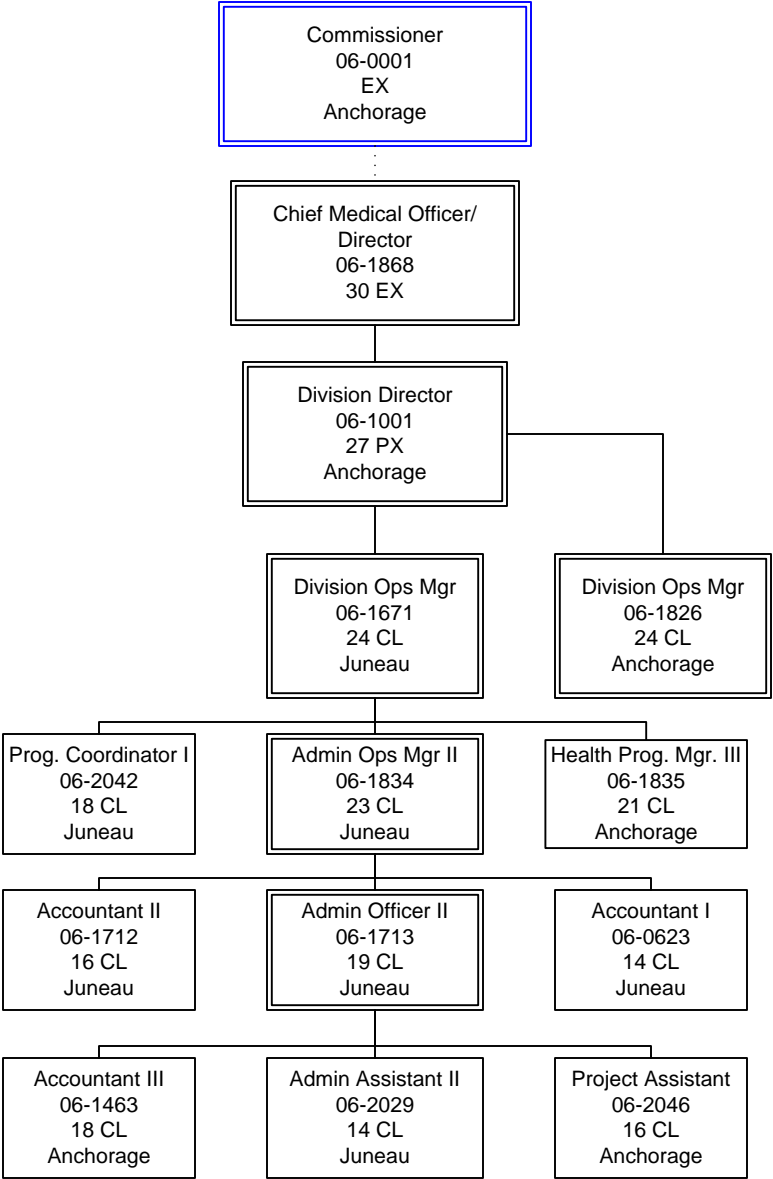 Commissioner
06-0001
EX
Anchorage
Chief Medical Officer/
Director
06-1868
30 EX
Division Director
06-1001
27 PX
Anchorage
Division Ops Mgr
06-1671
24 CL
Juneau
Division Ops Mgr
06-1826
24 CL
Anchorage
Prog. Coordinator I
06-2042
18 CL
Juneau
Admin Ops Mgr II
06-1834
23 CL
Juneau
Health Prog. Mgr. III
06-1835
21 CL
Anchorage
Accountant II
06-1712
16 CL
Juneau
Admin Officer II
06-1713
19 CL
Juneau
Accountant I
06-0623
14 CL
Juneau
Accountant III
06-1463
18 CL
Anchorage
Admin Assistant II
06-2029
14 CL
Juneau
Project Assistant
06-2046
16 CL
Anchorage